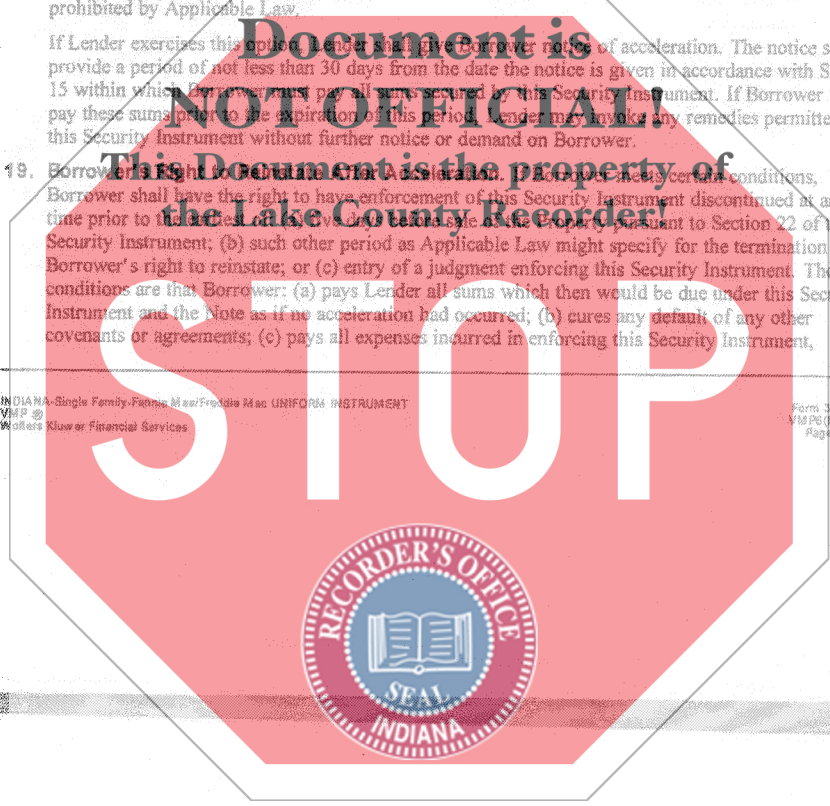 prohibited by Applicable Law.
Document is
If Lender exercises this option, Lender shall give Borrower notice of acceleration. The notice s
provide a period of not less than 30 days from the date the notice is given in accordance with S
NOT OFFICIAL!
15 within which Borrower must pay all sums secured by this Security Instrument. If Borrower
pay these sums prior to the expiration of this period, Lender may invoke any remedies permitte
this Security Instrument without further notice or demand on Borrower.
This Document is the property of
19. Borrower's Right to Reinstate After Acceleration. If Borrower meets certain conditions,
Borrower shall have the right to have enforcement of this Security Instrument discontinued at an
the Lake County Recorder!
time prior to the Property pursuant to Section 22 of
Security Instrument; (b) such other period as Applicable Law might specify for the termination
Borrower's right to reinstate; or (c) entry of a judgment enforcing this Security Instrument. The
conditions are that Borrower: (a) pays Lender all sums which then would be due under this Sec
Instrument and the Note as if no acceleration had occurred; (b) cures any default of any other
covenants or agreements; (c) pays all expenses incurred in enforcing this Security Instrument,
STOP
INDIANA-Single Family-Fannie Mae/Freddie Mac UNIFORM INSTRUMENT
VMP ®
Wolters Kluwer Financial Services
Form 3
VMP6(
Page
RECORDER'S OFFICE
SEAL
INDIANA